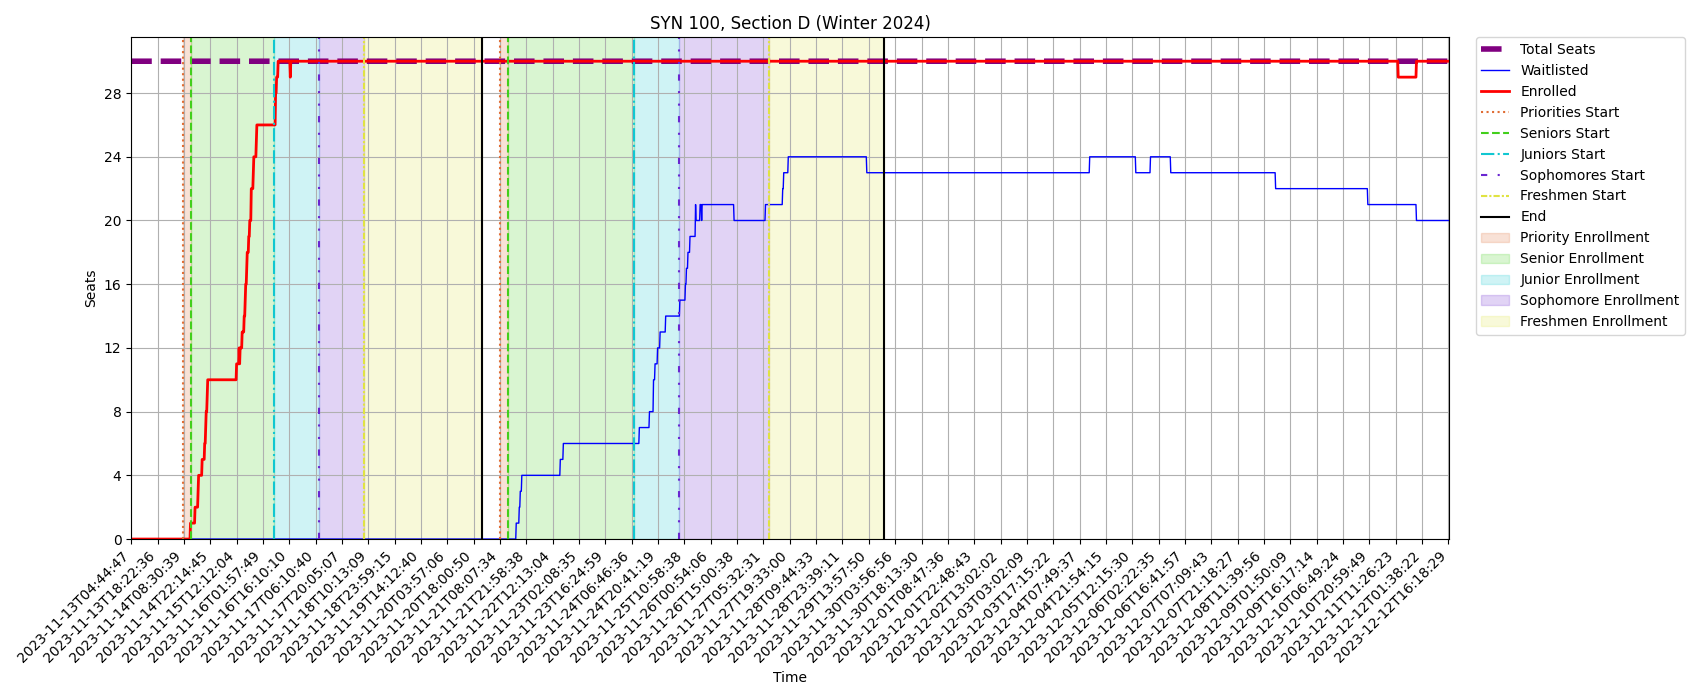 SYN 100, Section D (Winter 2024)
Total Seats
Waitlisted
Enrolled
Priorities Start
Seniors Start
Juniors Start
Sophomores Start
Freshmen Start
End
Priority Enrollment
Senior Enrollment
Junior Enrollment
Sophomore Enrollment
Freshmen Enrollment
Seats
28
24
20
16
12
8
4
0
2023-11-13T04:44:47
2023-11-13T18:22:36
2023-11-14T08:30:39
2023-11-14T22:14:45
2023-11-15T12:12:04
2023-11-16T01:57:49
2023-11-16T16:10:10
2023-11-17T06:10:40
2023-11-17T20:05:07
2023-11-18T10:13:09
2023-11-18T23:59:15
2023-11-19T14:12:40
2023-11-20T03:57:06
2023-11-20T18:00:50
2023-11-21T08:07:34
2023-11-21T21:58:38
2023-11-22T12:13:04
2023-11-23T02:08:35
2023-11-23T16:24:59
2023-11-24T06:46:36
2023-11-24T20:41:19
2023-11-25T10:58:38
2023-11-26T00:54:06
2023-11-26T15:00:38
2023-11-27T05:32:31
2023-11-27T19:33:00
2023-11-28T09:44:33
2023-11-28T23:39:11
2023-11-29T13:57:50
2023-11-30T03:56:56
2023-11-30T18:13:30
2023-12-01T08:47:36
2023-12-01T22:48:43
2023-12-02T13:02:02
2023-12-03T03:02:09
2023-12-03T17:15:22
2023-12-04T07:49:37
2023-12-04T21:54:15
2023-12-05T12:15:30
2023-12-06T02:22:35
2023-12-06T16:41:57
2023-12-07T07:09:43
2023-12-07T21:18:27
2023-12-08T11:39:56
2023-12-09T01:50:09
2023-12-09T16:17:14
2023-12-10T06:49:24
2023-12-10T20:59:49
2023-12-11T11:26:23
2023-12-12T01:38:22
2023-12-12T16:18:29
Time